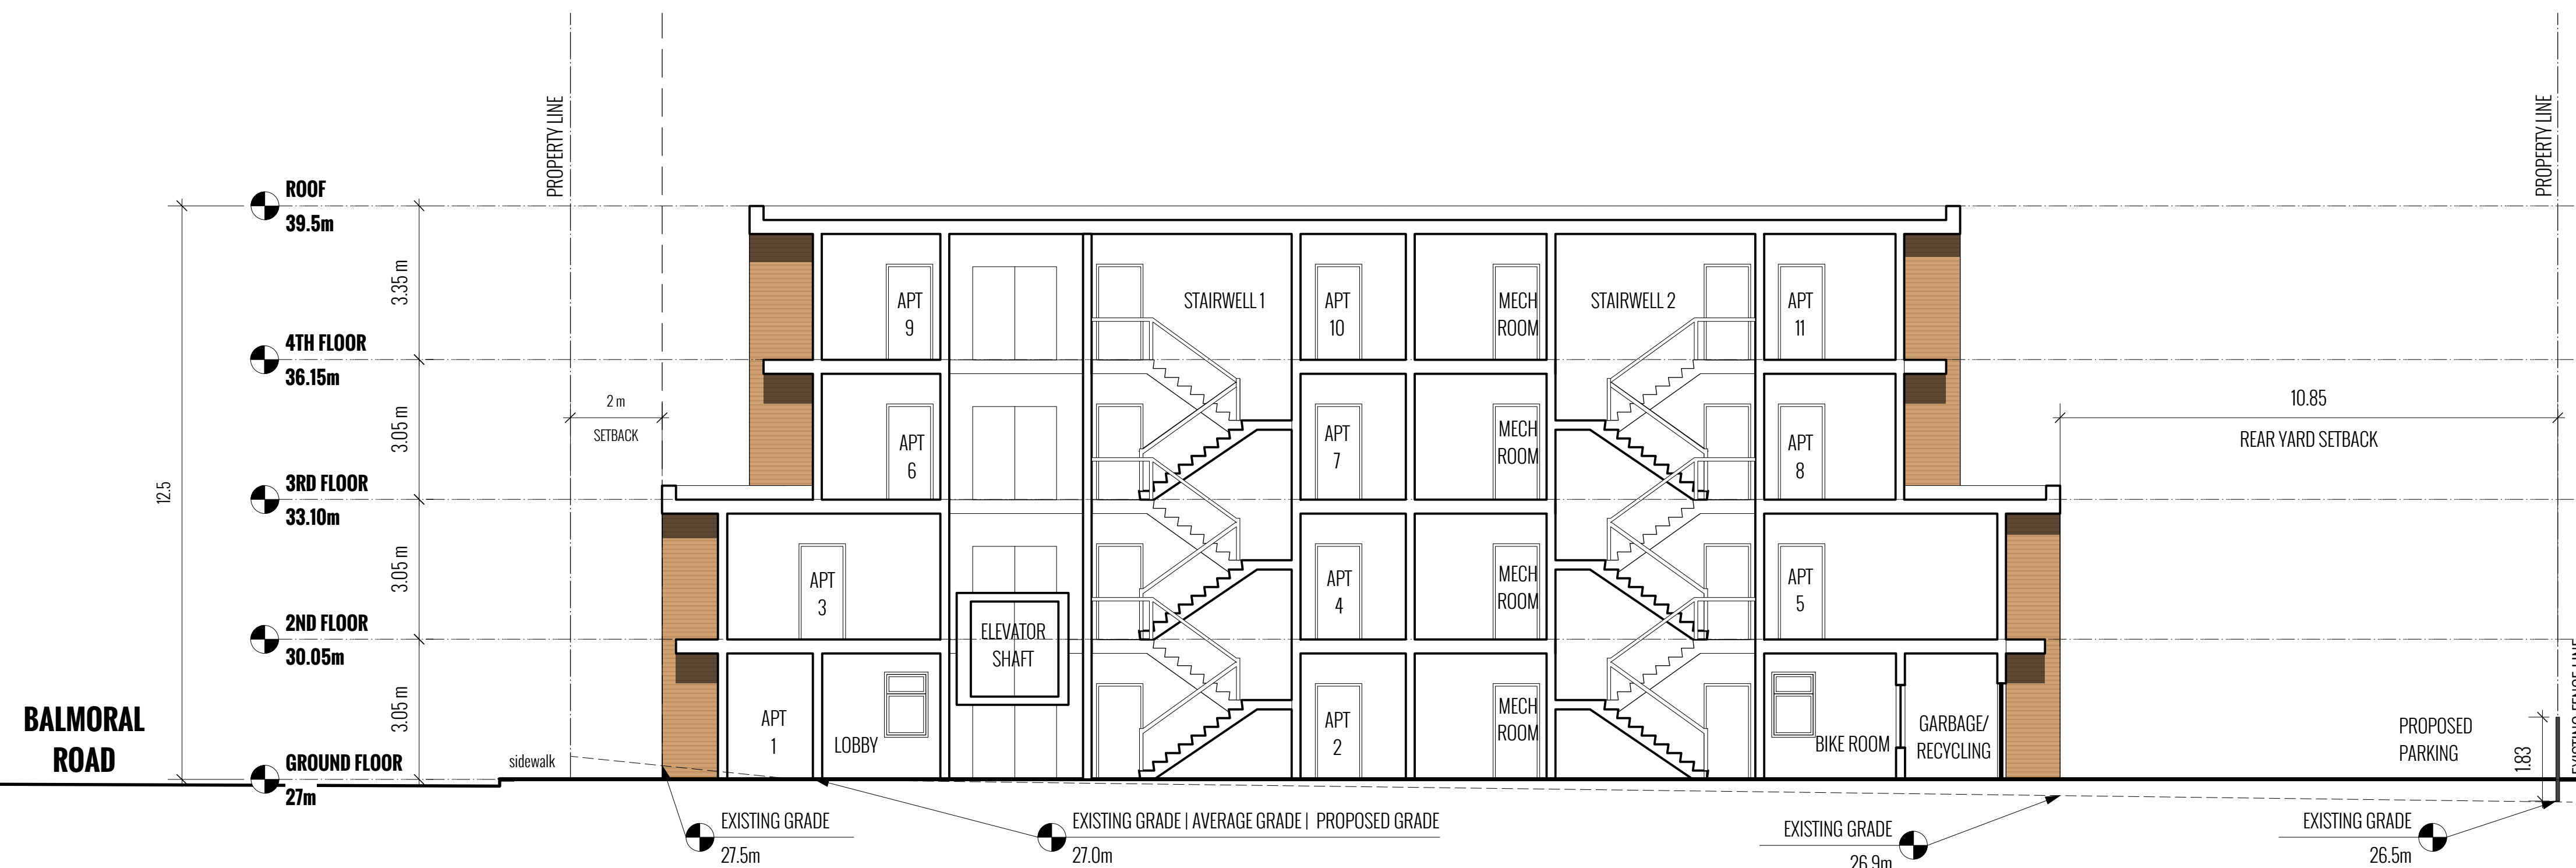 PROPERTY LINE
PROPERTY LINE
ROOF
39.5m
3.35 m
4TH FLOOR
36.15m
3.05 m
3RD FLOOR
33.10m
3.05 m
2ND FLOOR
30.05m
3.05 m
GROUND FLOOR
27m
12.5
BALMORAL
ROAD
sidewalk
2 m
SETBACK
APT
9
STAIRWELL 1
APT
10
MECH
ROOM
STAIRWELL 2
APT
11
APT
6
APT
7
MECH
ROOM
APT
8
10.85
REAR YARD SETBACK
APT
3
ELEVATOR
SHAFT
APT
4
MECH
ROOM
APT
5
APT
1
LOBBY
APT
2
MECH
ROOM
BIKE ROOM
GARBAGE/
RECYCLING
PROPOSED
PARKING
1.83
EXISTING FENCE LINE
EXISTING GRADE
27.5m
EXISTING GRADE | AVERAGE GRADE | PROPOSED GRADE
27.0m
EXISTING GRADE
26.9m
EXISTING GRADE
26.5m